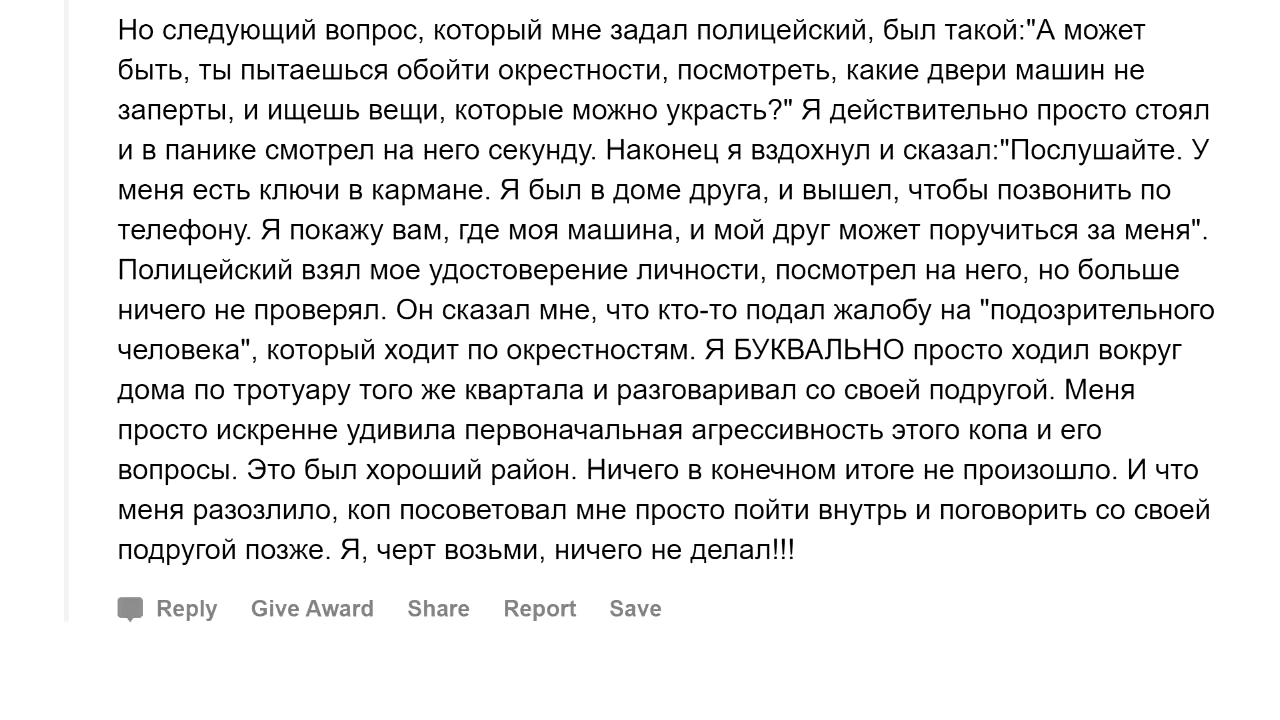 Но следующий вопрос, который мне задал полицейский, был такой:"А может
быть, ты пытаешься обойти окрестности, посмотреть, какие двери машин не
заперты, и ищешь вещи, которые можно украсть?" Я действительно просто стоял
и в панике смотрел на него секунду. Наконец я вздохнул и сказал:"Послушайте. У
меня есть ключи в кармане. Я был в доме друга, и вышел, чтобы позвонить по
телефону. Я покажу вам, где моя машина, и мой друг может поручиться за меня".
Полицейский взял мое удостоверение личности, посмотрел на него, но больше
ничего не проверял. Он сказал мне, что кто-то подал жалобу на "подозрительного
человека", который ходит по окрестностям. Я БУКВАЛЬНО просто ходил вокруг
дома по тротуару того же квартала и разговаривал со своей подругой. Меня
просто искренне удивила первоначальная агрессивность этого копа и его
вопросы. Это был хороший район. Ничего в конечном итоге не произошло. И что
меня разозлило, коп посоветовал мне просто пойти внутрь и поговорить со своей
подругой позже. Я, черт возьми, ничего не делал!!!
Reply Give Award Share Report Save